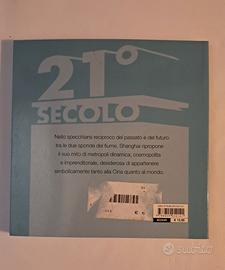 21°
SECOLO
Nello specchiarsi reciproco del passato e del futuro
tra le due sponde del fiume, Shanghai ripropone
il suo mito di metropoli dinamica, cosmopolita
e imprenditoriale, desiderosa di appartenere
simbolicamente tanto alla Cina quanto al mondo.
subito.it